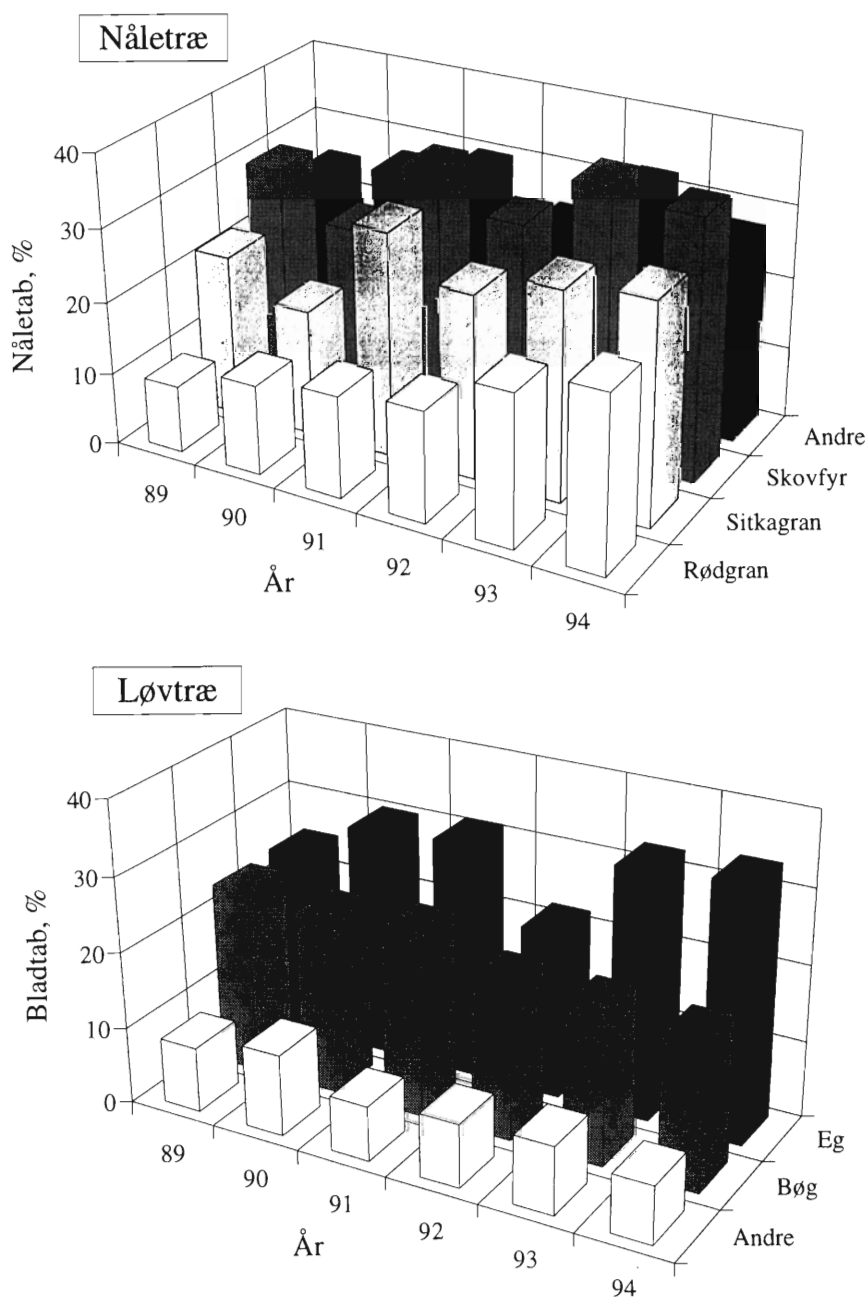 Nåletræ
40
30
20
10
0
Nåletab, %
89
90
91
92
93
94
År
Andre
Skovfyr
Sitkagran
Rødgran
Løvtræ
40
30
20
10
0
Bladtab, %
89
90
91
92
93
94
År
Eg
Bøg
Andre